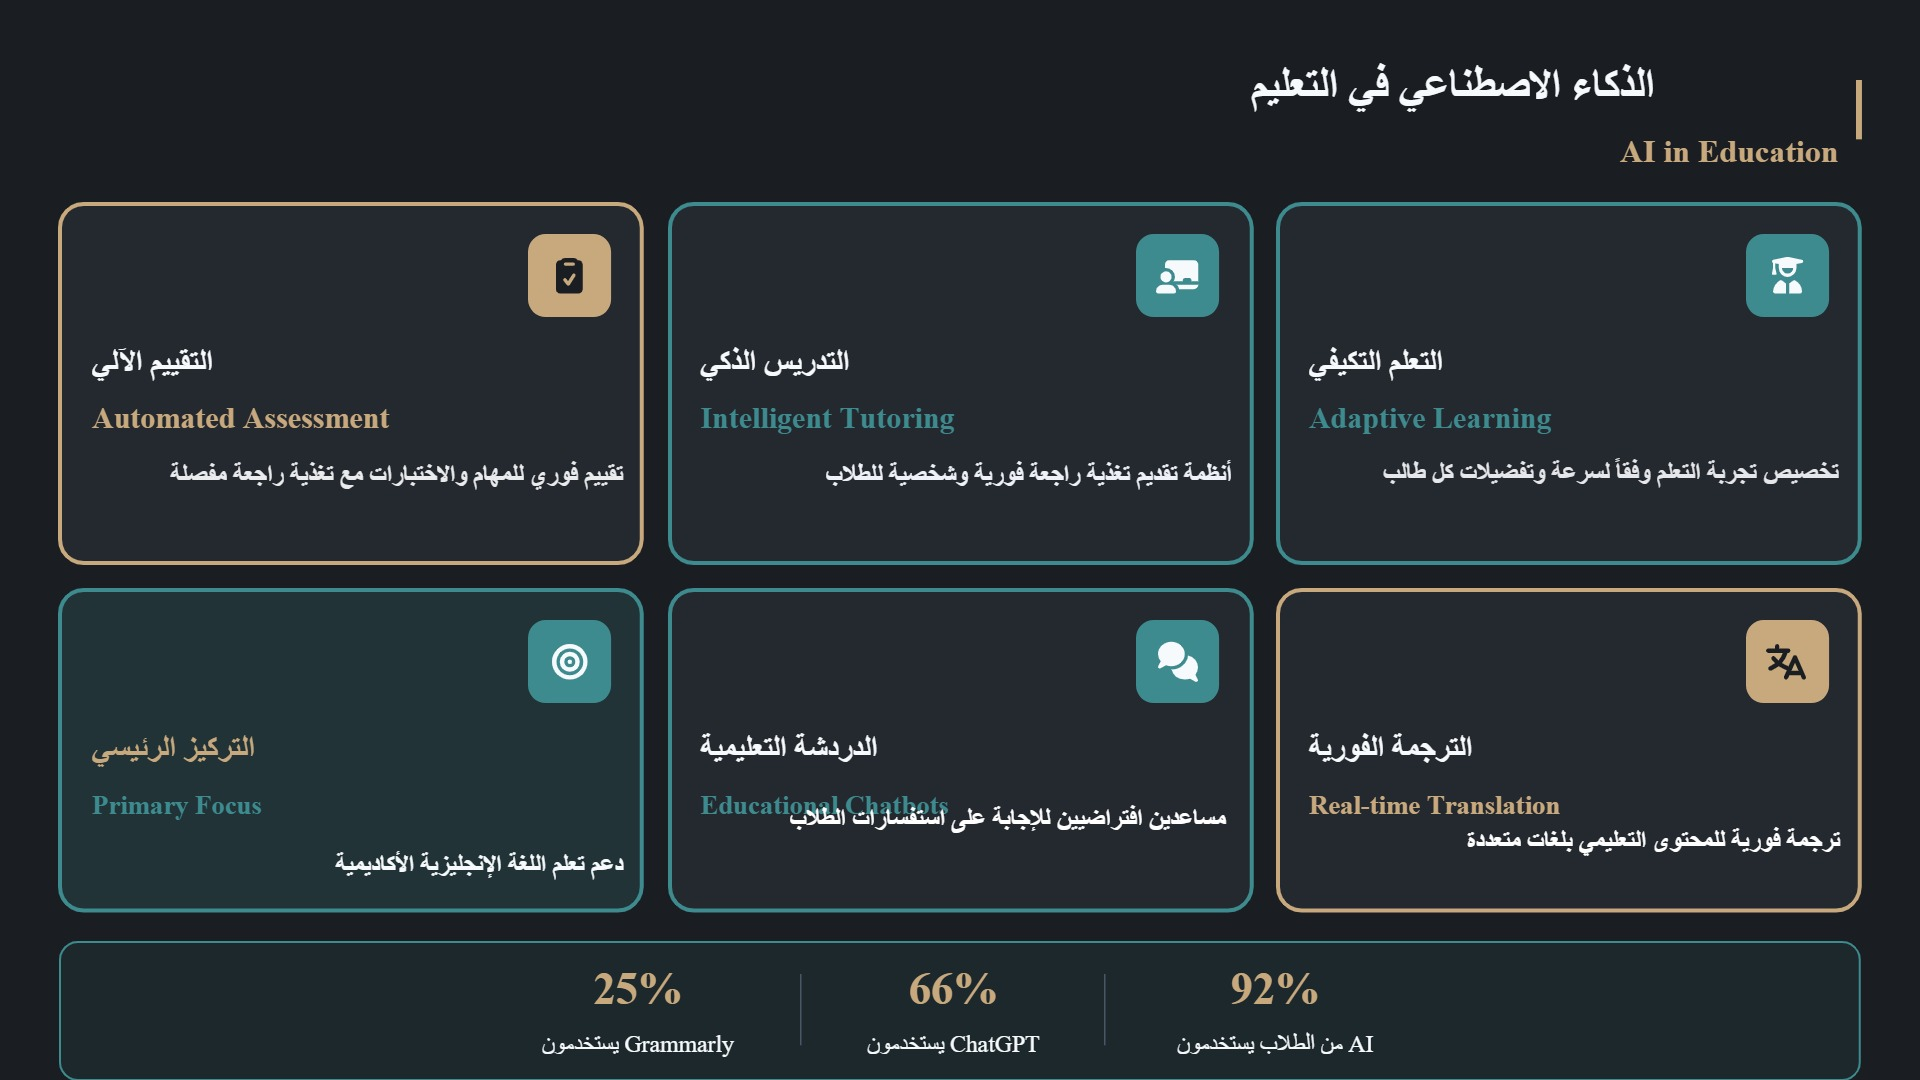 الذكاء الاصطناعي في التعليم
AI in Education
التعلم التكيفي
Adaptive Learning
تخصيص تجربة التعلم وفقاً لسرعة وتفضيلات كل طالب
التدريس الذكي
Intelligent Tutoring
أنظمة تقديم تغذية راجعة فورية وشخصية للطلاب
التقييم الآلي
Automated Assessment
تقييم فوري للمهام والاختبارات مع تغذية راجعة مفصلة
الترجمة الفورية
Real-time Translation
ترجمة فورية للمحتوى التعليمي بلغات متعددة
الدردشة التعليمية
Educational Chatbots
مساعدين افتراضيين للإجابة على استفسارات الطلاب
التركيز الرئيسي
Primary Focus
دعم تعلم اللغة الإنجليزية الأكاديمية
92%
من الطلاب يستخدمون AI
66%
يستخدمون ChatGPT
25%
يستخدمون Grammarly